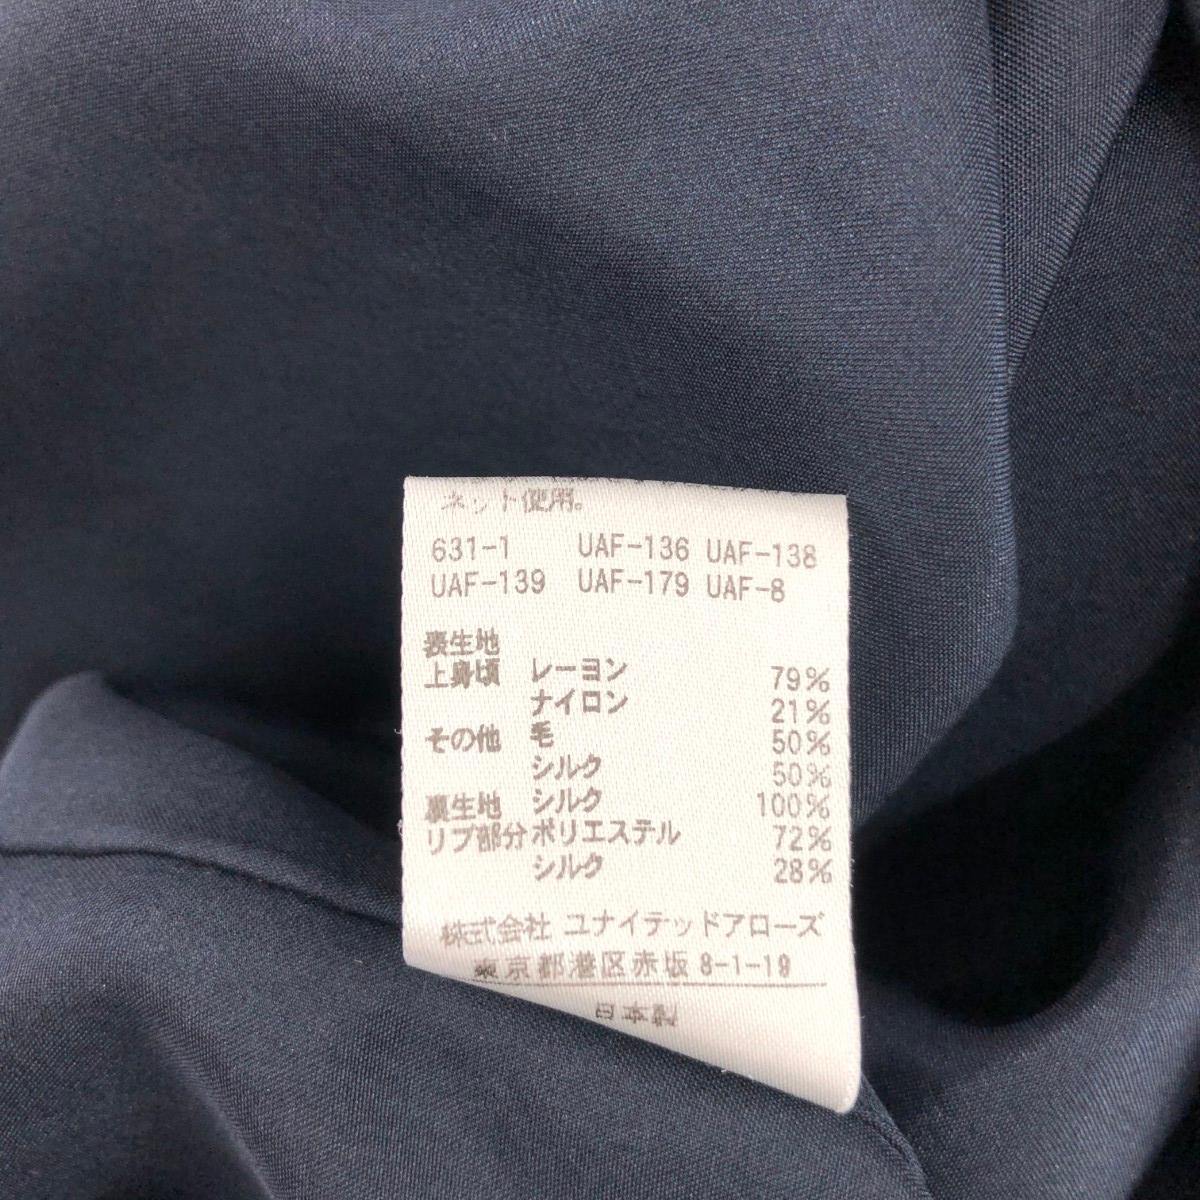 ネット使用。
631-1 UAF-136 UAF-138
UAF-139 UAF-179 UAF-8
表生地
上身頃 レーヨン 79%
ナイロン 21%
その他 毛 50%
シルク 50%
裏生地 シルク 100%
リブ部分 ポリエステル 72%
シルク 28%
株式会社 ユナイテッドアローズ
東京都港区赤坂 8-1-19
日本製